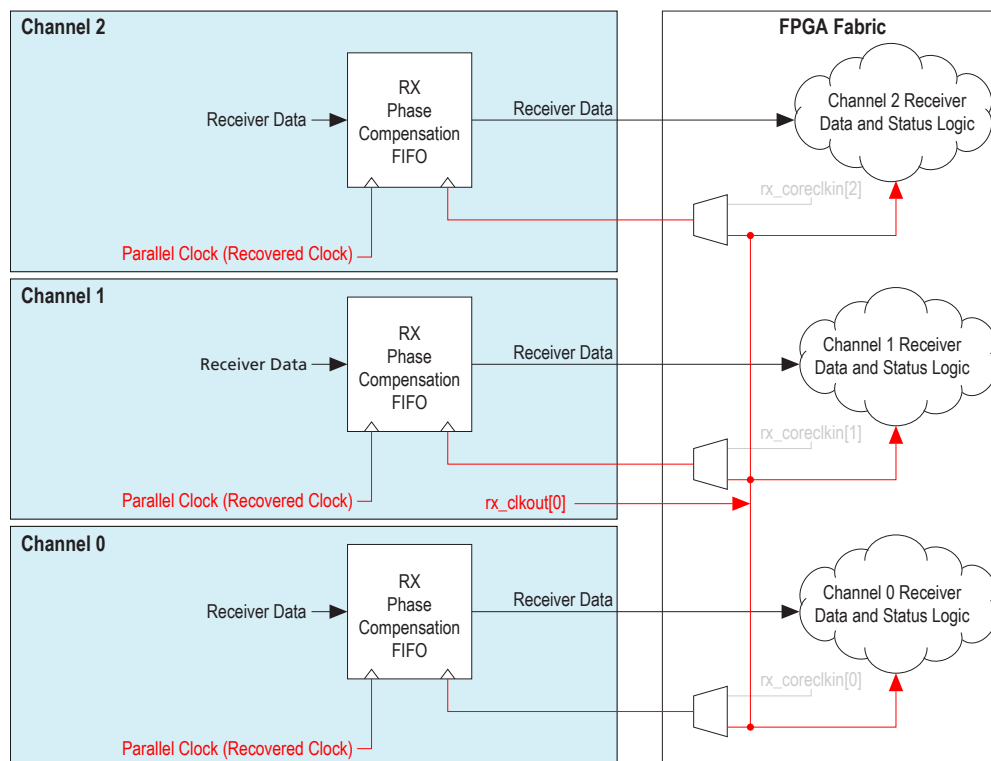 Channel 2
FPGA Fabric
RX
Phase
Compensation
FIFO
Receiver Data
Receiver Data
Channel 2 Receiver
Data and Status Logic
rx_coreclkin[2]
Parallel Clock (Recovered Clock)
Channel 1
RX
Phase
Compensation
FIFO
Receiver Data
Receiver Data
Channel 1 Receiver
Data and Status Logic
rx_coreclkin[1]
Parallel Clock (Recovered Clock)
rx_clkout[0]
Channel 0
RX
Phase
Compensation
FIFO
Receiver Data
Receiver Data
Channel 0 Receiver
Data and Status Logic
rx_coreclkin[0]
Parallel Clock (Recovered Clock)